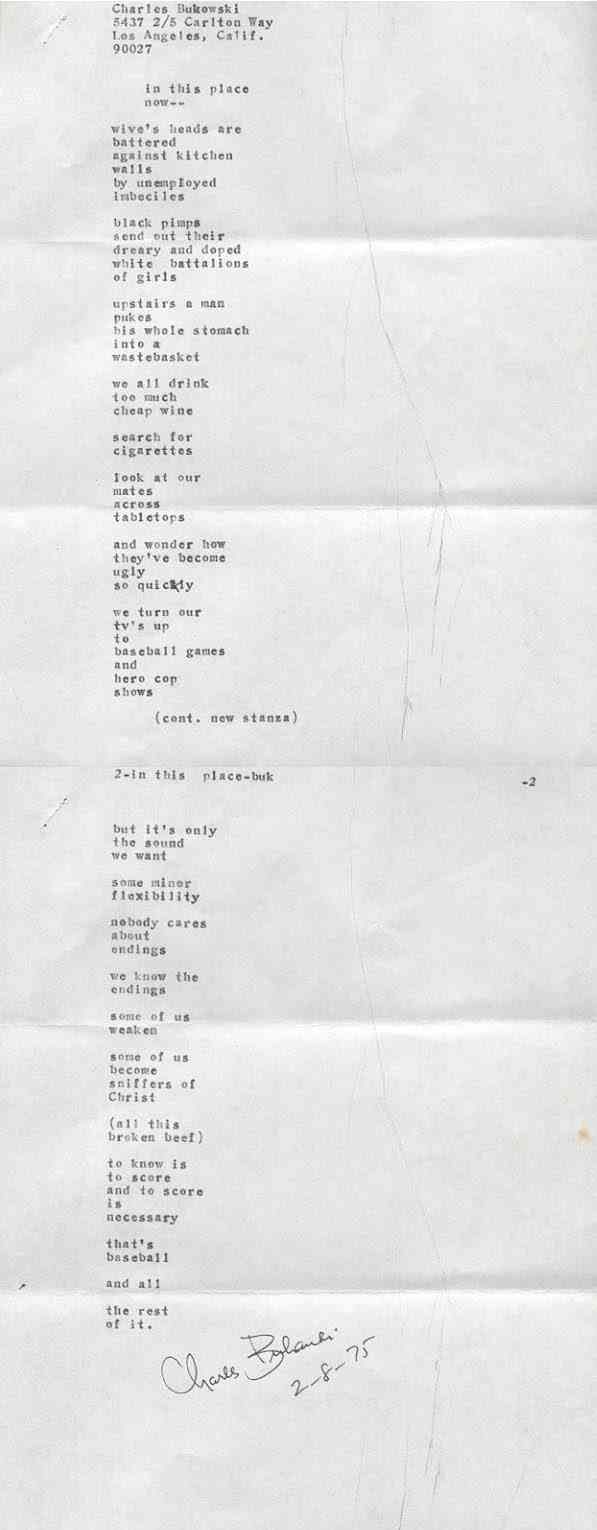 Charles Bukowski
5437 2/5 Carlton Way
Los Angeles, Calif.
90027
in this place
now--
wive's heads are
battered
against kitchen
walls
by unemployed
imbeciles
black pimps
send out their
dreary and doped
white battalions
of girls
upstairs a man
pukes
his whole stomach
into a
wastebasket
we all drink
too much
cheap wine
search for
cigarettes
look at our
mates
across
tabletops
and wonder how
they've become
ugly
so quickly
we turn our
tv's up
to
baseball games
and
hero cop
shows
(cont. new stanza)
2-in this place-buk -2
but it's only
the sound
we want
some minor
flexibility
nobody cares
about
endings
we know the
endings
some of us
weaken
some of us
become
sniffers of
Christ
(all this
broken beef)
to know is
to score
and to score
is
necessary
that's
baseball
and all
the rest
of it.
Charles Bukowski
2-8-75